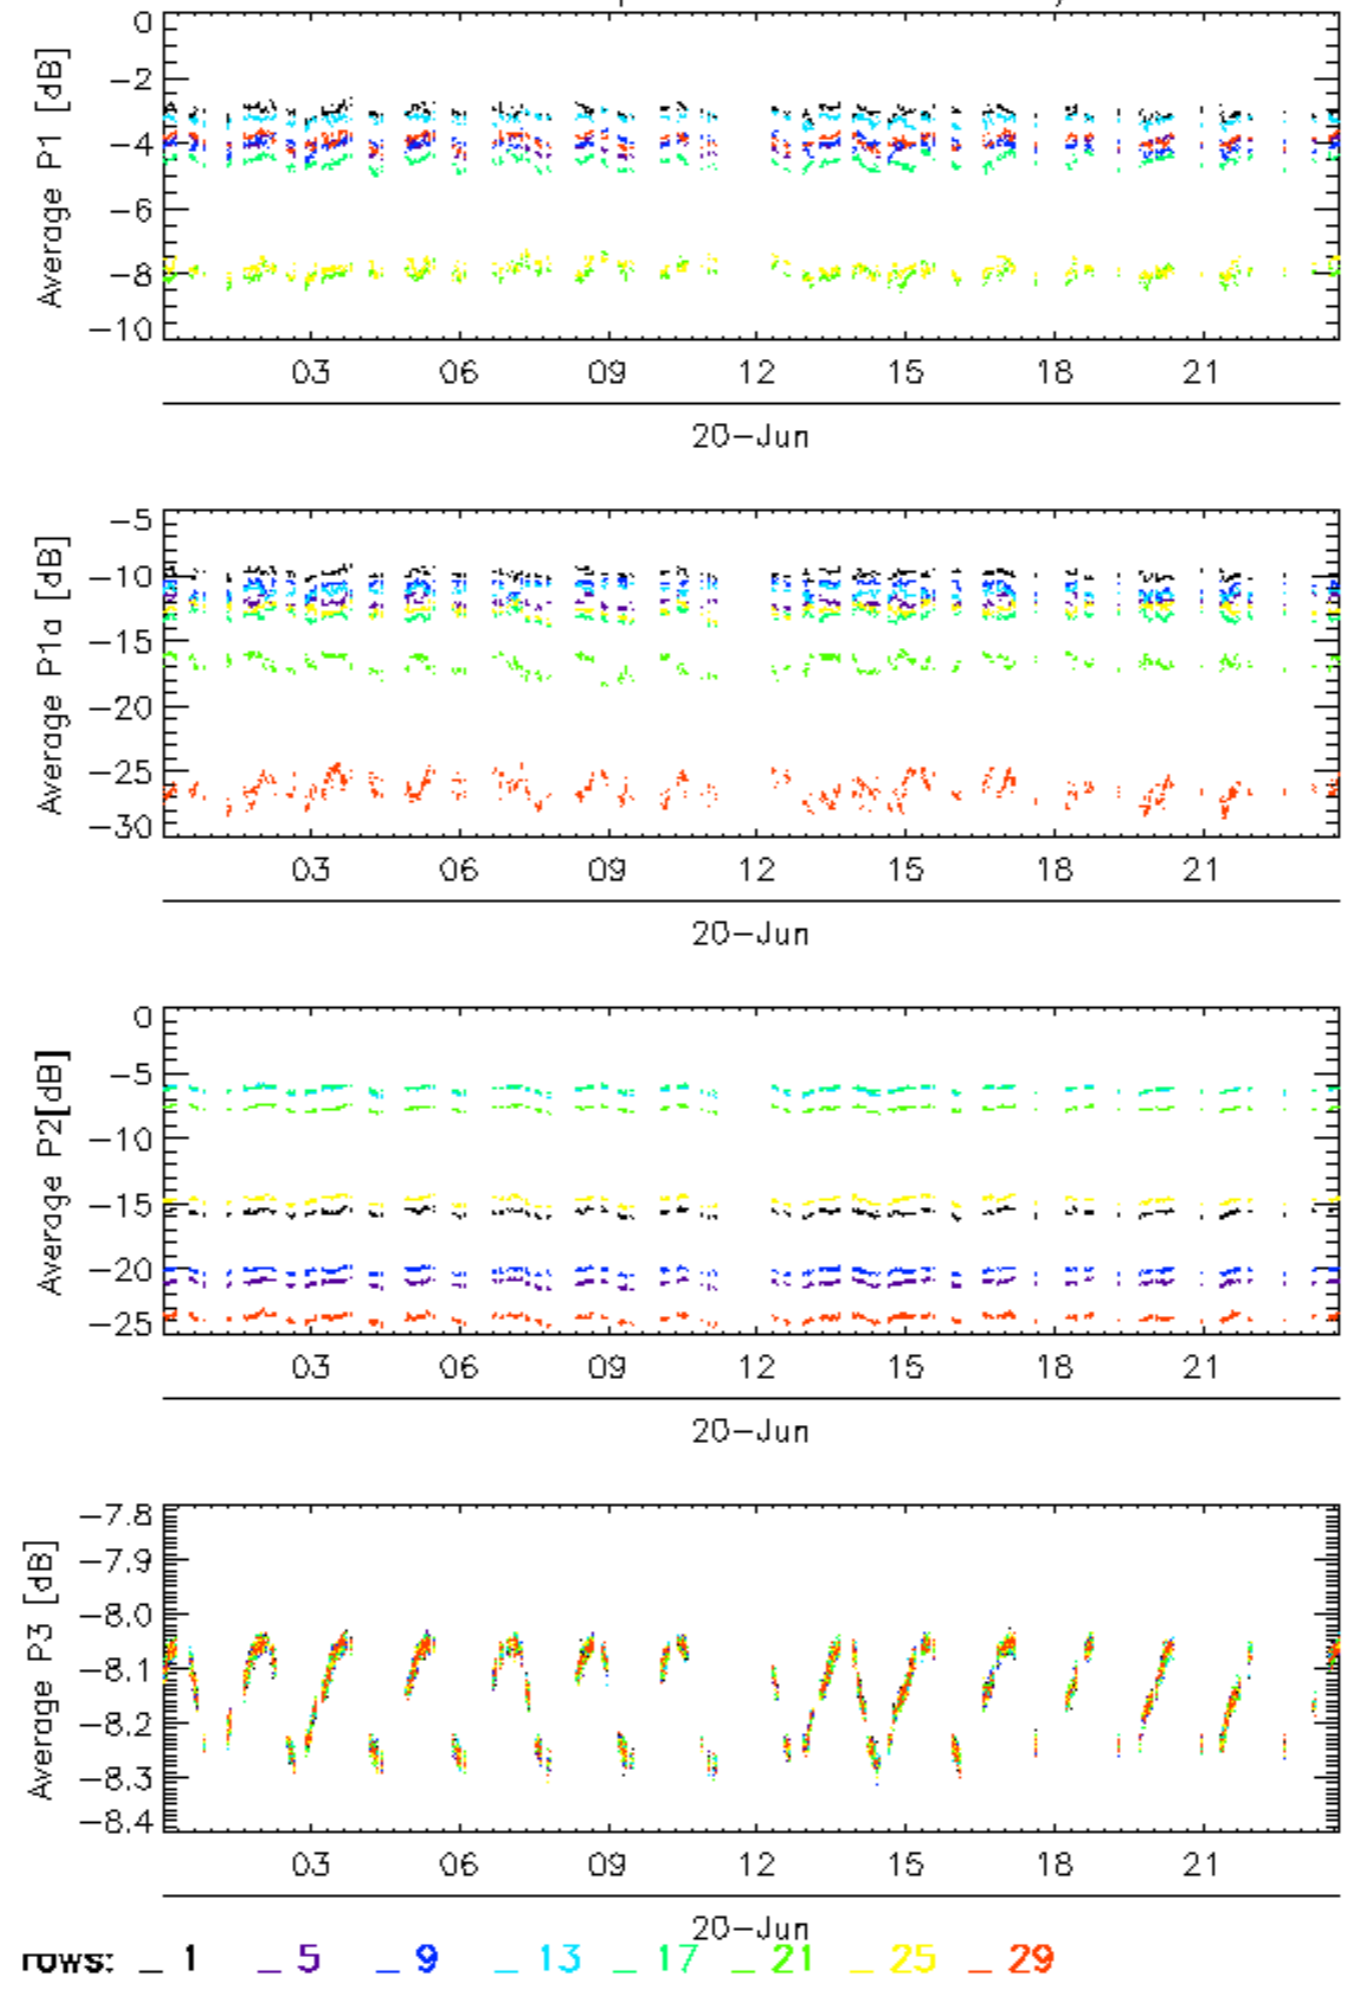 0
−2
−4
−6
−8
−10
Average P1 [dB]
03 06 09 12 15 18 21
20−Jun
−5
−10
−15
−20
−25
−30
Average P1a [dB]
03 06 09 12 15 18 21
20−Jun
0
−5
−10
−15
−20
−25
Average P2[dB]
03 06 09 12 15 18 21
20−Jun
−7.8
−7.9
−8.0
−8.1
−8.2
−8.3
−8.4
Average P3 [dB]
03 06 09 12 15 18 21
20−Jun
rows: _ 1 _ 5 _ 9 _ 13 _ 17 _ 21 _ 25 _ 29